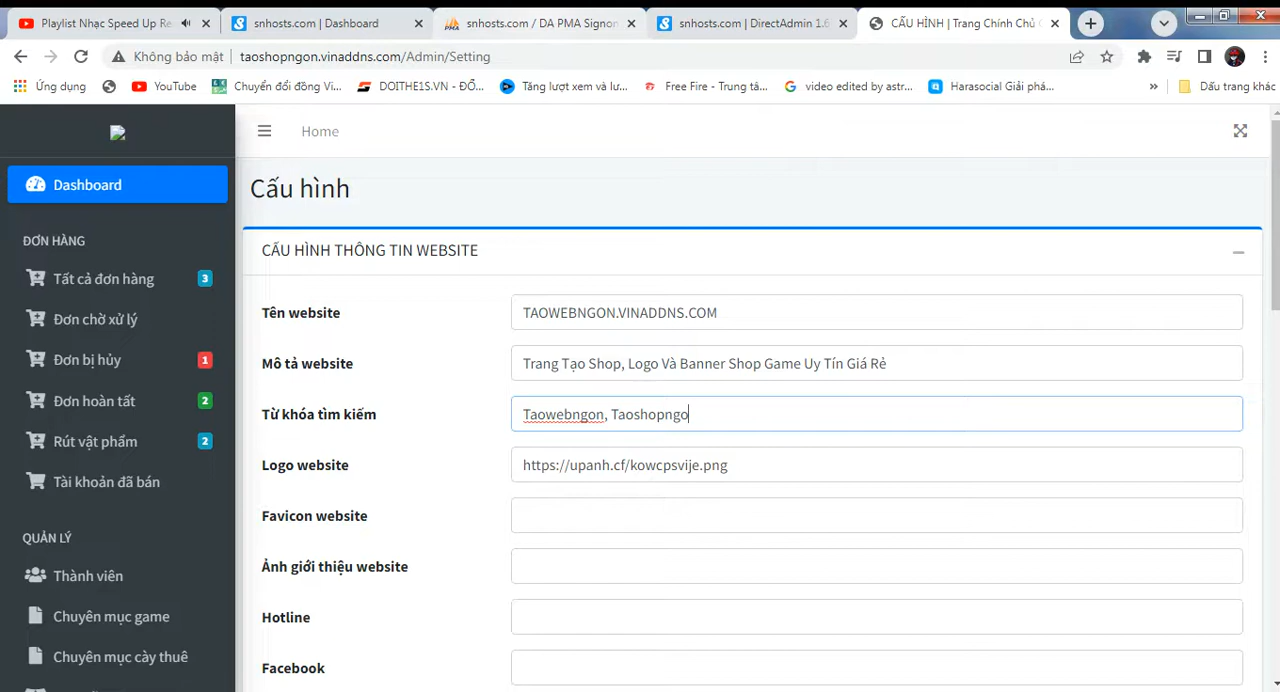 Playlist Nhạc Speed Up Re
snhosts.com | Dashboard
snhosts.com / DA PMA Signon
snhosts.com | DirectAdmin 1.6
CẤU HÌNH | Trang Chính Chủ C
Không bảo mật
taoshopngon.vinaddns.com/Admin/Setting
Ứng dụng
YouTube
Chuyển đổi đồng Vi...
DOITHE1S.VN - ĐỔ...
Tăng lượt xem và lư...
Free Fire - Trung tâ...
video edited by astr...
Harasocial Giải phá...
»
Dấu trang khác
Home
Dashboard
Cấu hình
ĐƠN HÀNG
CẤU HÌNH THÔNG TIN WEBSITE
Tất cả đơn hàng 3
Đơn chờ xử lý
Đơn bị hủy 1
Đơn hoàn tất 2
Rút vật phẩm 2
Tài khoản đã bán
QUẢN LÝ
Thành viên
Chuyên mục game
Chuyên mục cày thuê
Tên website
TAOWEBNGON.VINADDNS.COM
Mô tả website
Trang Tạo Shop, Logo Và Banner Shop Game Uy Tín Giá Rẻ
Từ khóa tìm kiếm
Taowebngon, Taoshopngo
Logo website
https://upanh.cf/kowcpsvije.png
Favicon website
Ảnh giới thiệu website
Hotline
Facebook